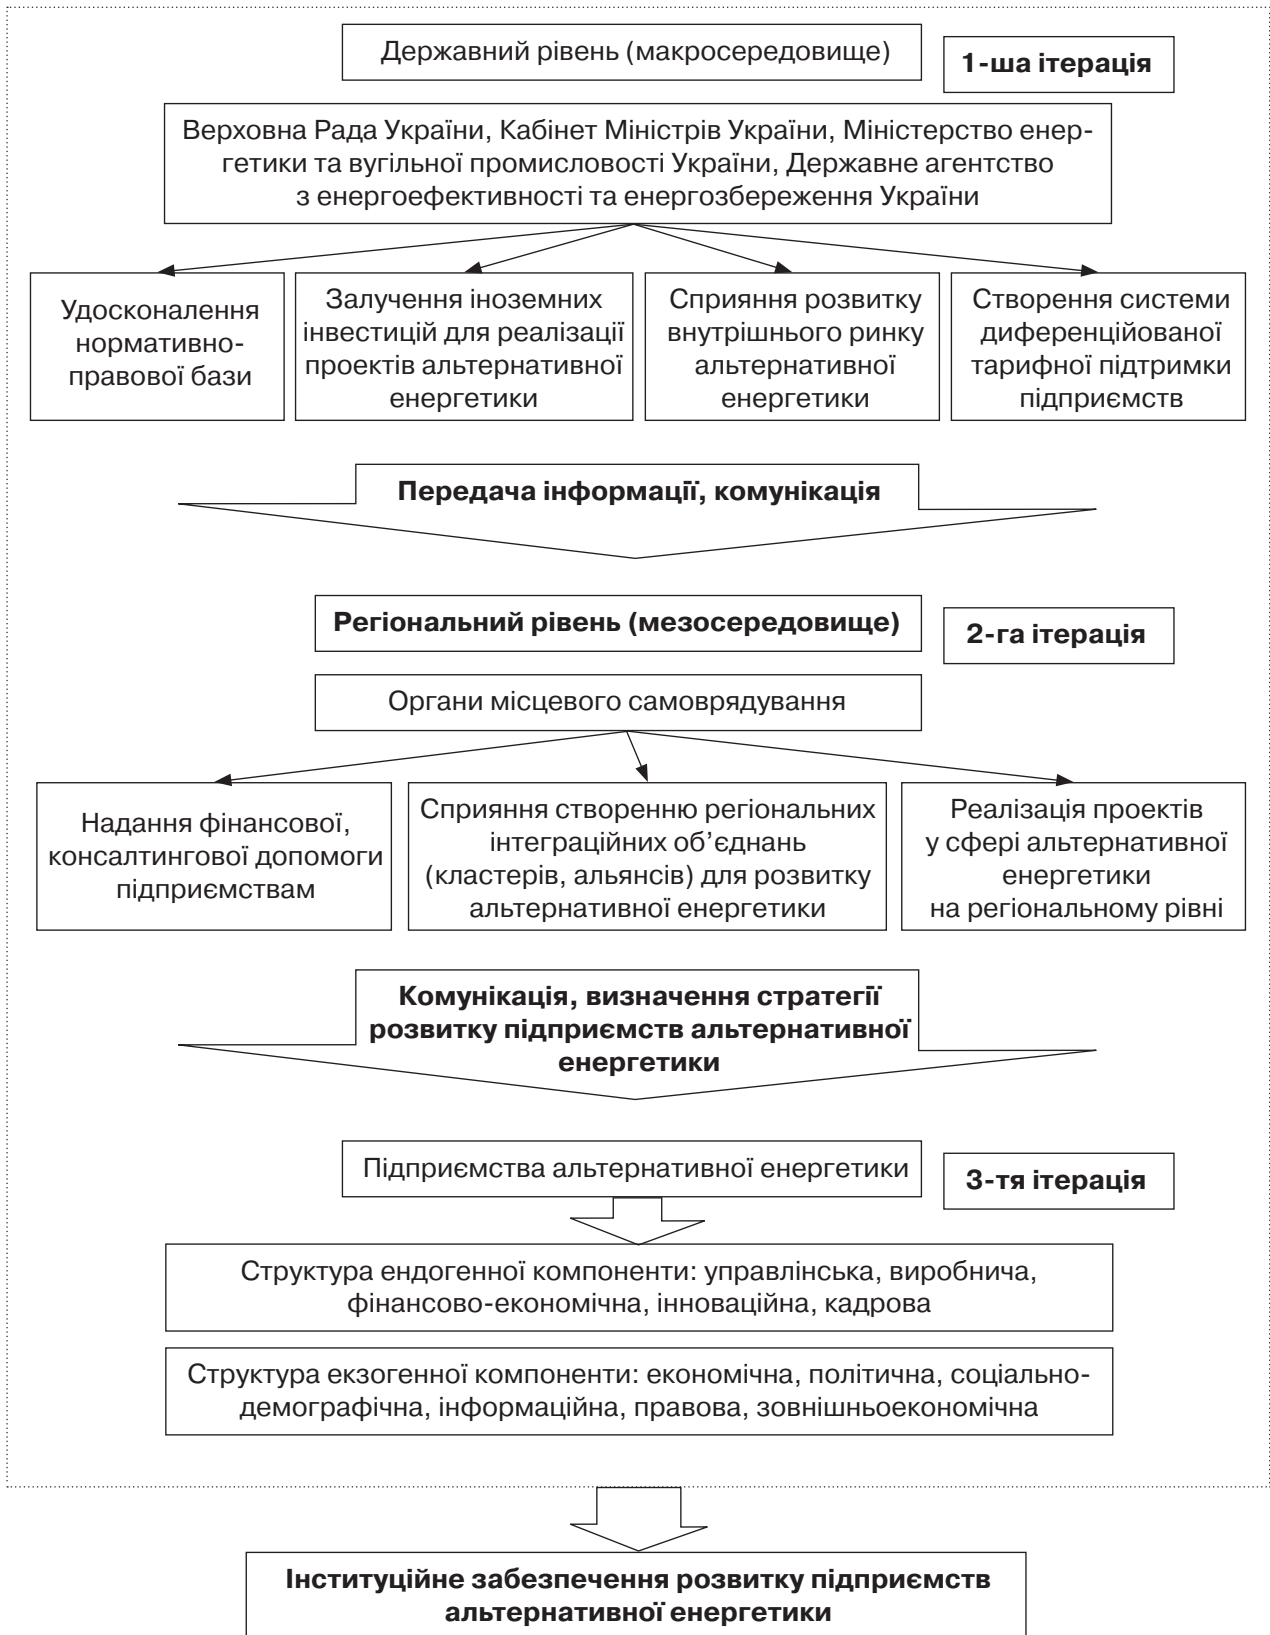 Державний рівень (макросередовище)
1-ша ітерація
Верховна Рада України, Кабінет Міністрів України, Міністерство енер-
гетики та вугільної промисловості України, Державне агентство
з енергоефективності та енергозбереження України
Удосконалення
нормативно-
правової бази
Залучення іноземних
інвестицій для реалізації
проектів альтернативної
енергетики
Сприяння розвитку
внутрішнього ринку
альтернативної
енергетики
Створення системи
диференційованої
тарифної підтримки
підприємств
Передача інформації, комунікація
Регіональний рівень (мезосередовище)
2-га ітерація
Органи місцевого самоврядування
Надання фінансової,
консалтингової допомоги
підприємствам
Сприяння створенню регіональних
інтеграційних об’єднань
(кластерів, альянсів) для розвитку
альтернативної енергетики
Реалізація проектів
у сфері альтернативної
енергетики
на регіональному рівні
Комунікація, визначення стратегії
розвитку підприємств альтернативної
енергетики
Підприємства альтернативної енергетики
3-тя ітерація
Структура ендогенної компоненти: управлінська, виробнича,
фінансово-економічна, інноваційна, кадрова
Структура екзогенної компоненти: економічна, політична, соціально-
демографічна, інформаційна, правова, зовнішньоекономічна
Інституційне забезпечення розвитку підприємств
альтернативної енергетики